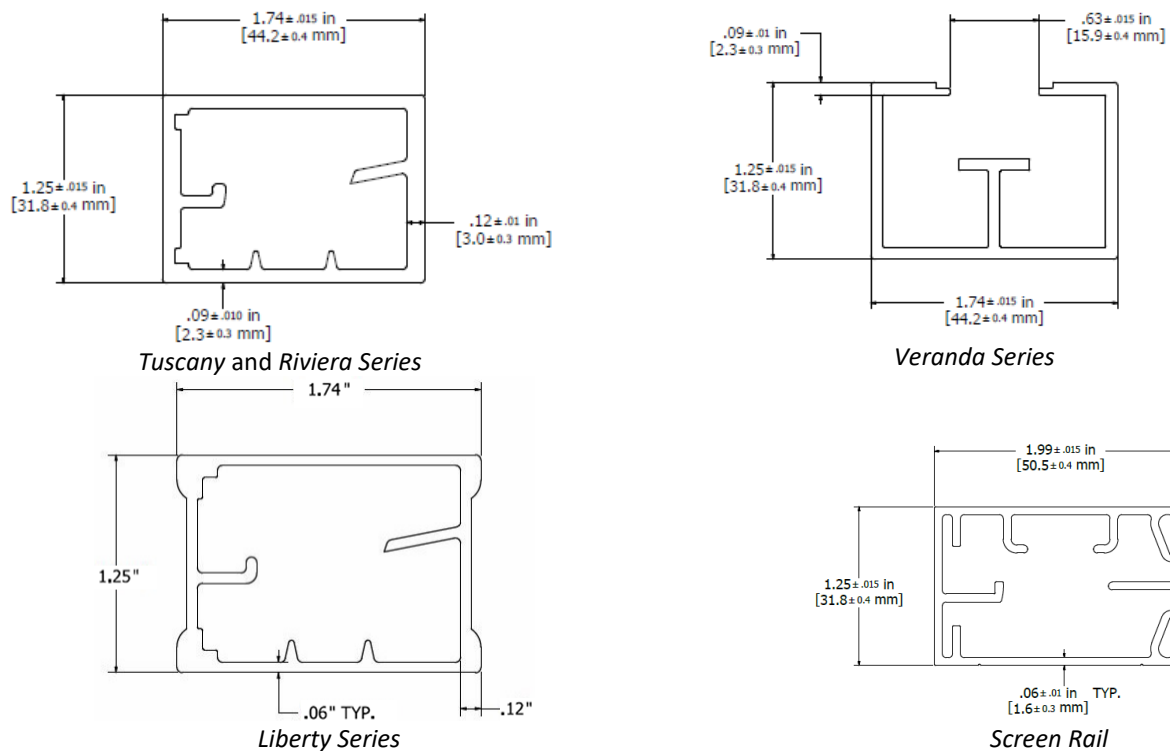 1.74±.015 in
[44.2±0.4 mm]
1.25±.015 in
[31.8±0.4 mm]
.12±.01 in
[3.0±0.3 mm]
.09±.010 in
[2.3±0.3 mm]
Tuscany and Riviera Series
.09±.01 in
[2.3±0.3 mm]
.63±.015 in
[15.9±0.4 mm]
1.25±.015 in
[31.8±0.4 mm]
1.74±.015 in
[44.2±0.4 mm]
Veranda Series
1.74"
1.25"
.06" TYP.
.12"
Liberty Series
1.99±.015 in
[50.5±0.4 mm]
1.25±.015 in
[31.8±0.4 mm]
.06±.01 in TYP.
[1.6±0.3 mm]
Screen Rail